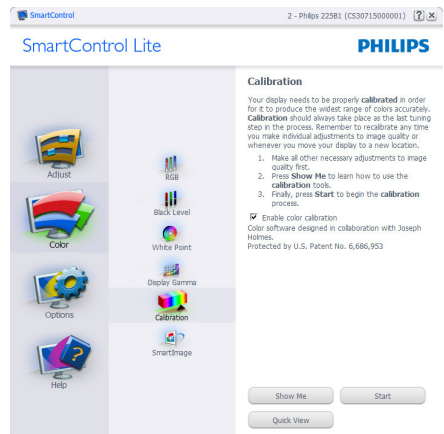 SmartControl
2 - Philips 225B1 (CS30715000001)
SmartControl Lite
PHILIPS
Adjust
Color
Options
Help
RGB
Black Level
White Point
Display Gamma
Calibration
SmartImage
Calibration
Your display needs to be properly calibrated in order
for it to produce the widest range of colors accurately.
Calibration should always take place as the last tuning
step in the process. Remember to recalibrate any time
you make individual adjustments to image quality or
whenever you move your display to a new location.
1. Make all other necessary adjustments to image
quality first.
2. Press Show Me to learn how to use the
calibration tools.
3. Finally, press Start to begin the calibration
process.
Enable color calibration
Color software designed in collaboration with Joseph
Holmes.
Protected by U.S. Patent No. 6,686,953
Show Me
Start
Quick View